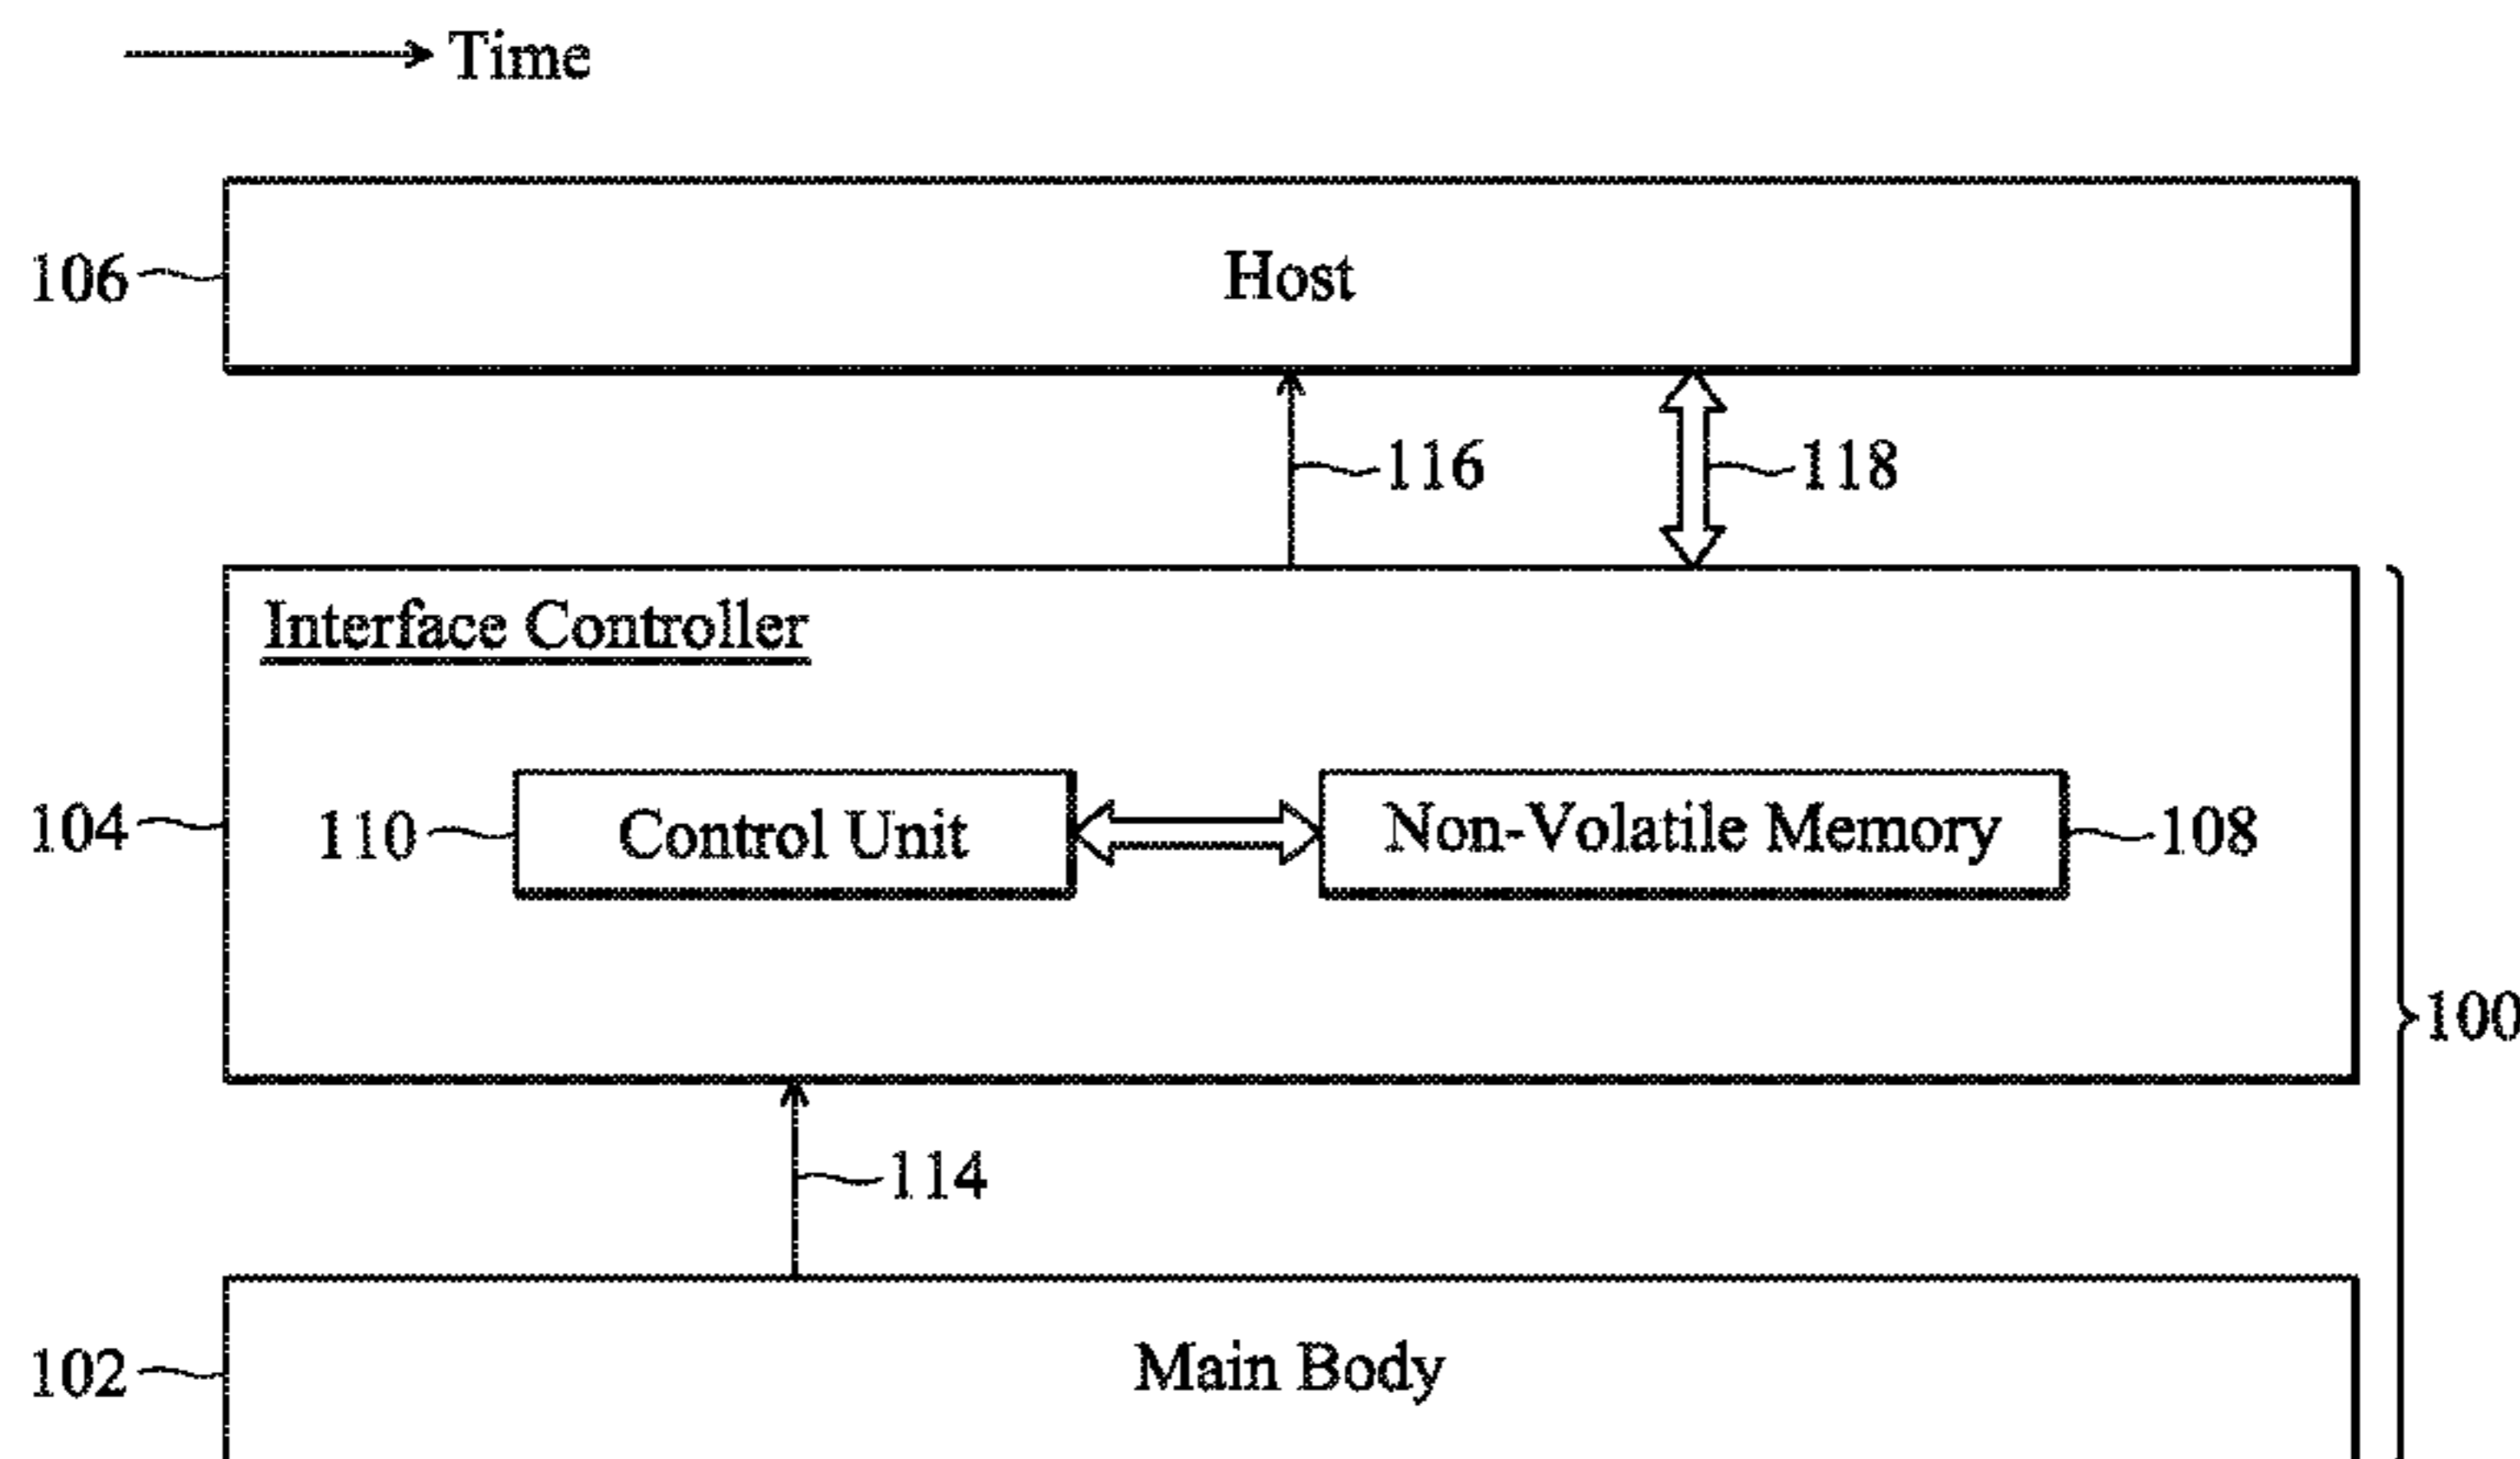 Time
106
Host
116
118
Interface Controller
104
110
Control Unit
Non-Volatile Memory
108
100
114
102
Main Body